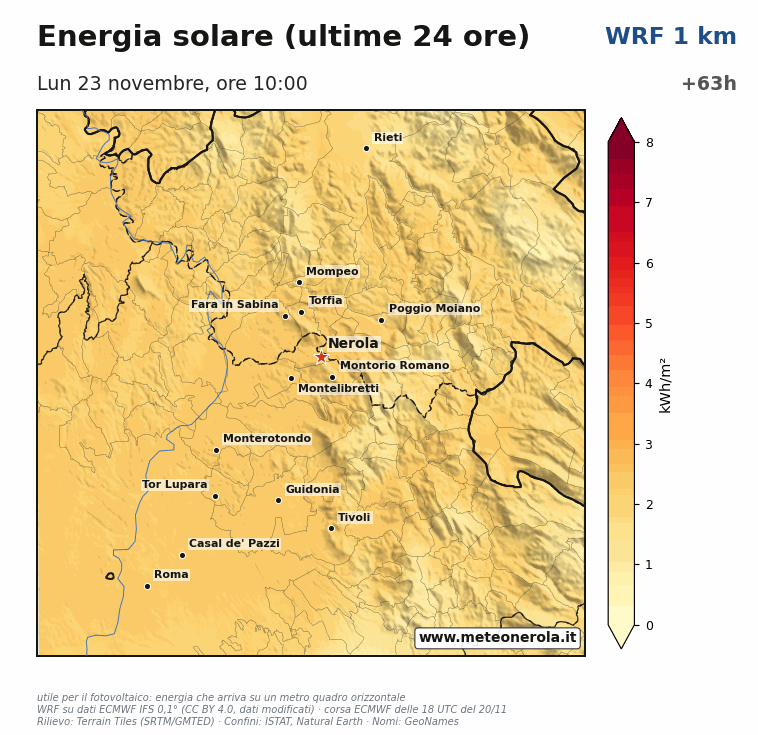 Energia solare (ultime 24 ore)
WRF 1 km
Lun 23 novembre, ore 10:00
+63h
Rieti
Mompeo
Toffia
Fara in Sabina
Poggio Moiano
Nerola
Montorio Romano
Montelibretti
Monterotondo
Tor Lupara
Guidonia
Tivoli
Casal de' Pazzi
Roma
www.meteonerola.it
8
7
6
5
4
3
2
1
0
kWh/m²
utile per il fotovoltaico: energia che arriva su un metro quadro orizzontale
WRF su dati ECMWF IFS 0,1° (CC BY 4.0, dati modificati) · corsa ECMWF delle 18 UTC del 20/11
Rilievo: Terrain Tiles (SRTM/GMTED) · Confini: ISTAT, Natural Earth · Nomi: GeoNames